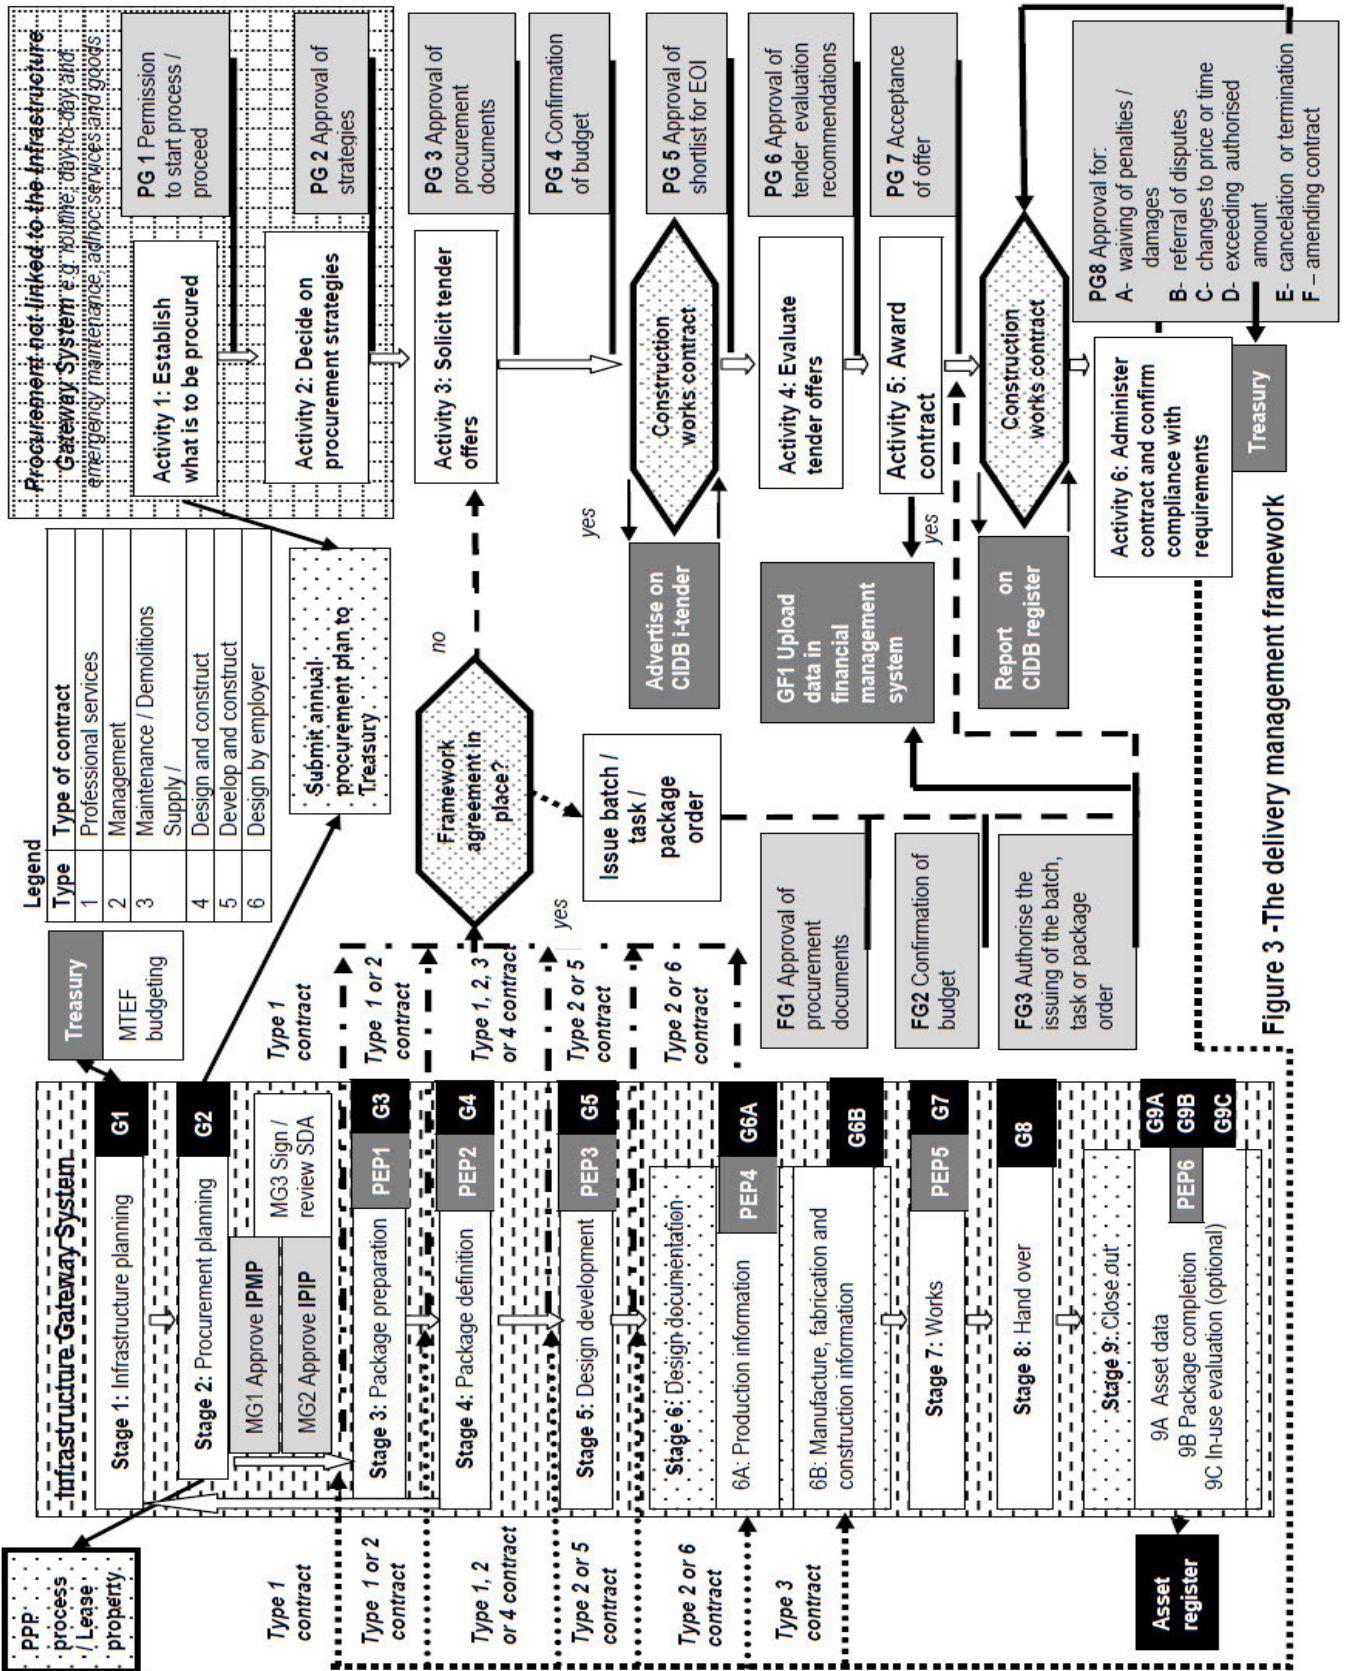 PPP
process
/ Lease
property
Infrastructure Gateway System
Stage 1: Infrastructure planning
G1
Stage 2: Procurement planning
G2
MG1 Approve IPMP
MG2 Approve IPIP
MG3 Sign /
review SDA
Stage 3: Package preparation
PEP1
G3
Stage 4: Package definition
PEP2
G4
Stage 5: Design development
PEP3
G5
Stage 6: Design documentation
6A: Production information
PEP4
G6A
6B: Manufacture, fabrication and
construction information
G6B
Stage 7: Works
PEP5
G7
Stage 8: Hand over
G8
Stage 9: Close out
9A Asset data
9B Package completion
9C In-use evaluation (optional)
PEP6
G9A
G9B
G9C
Asset
register
Type 1
contract
Type 1 or 2
contract
Type 1, 2
or 4 contract
Type 2 or 5
contract
Type 2 or 6
contract
Type 3
contract
Treasury
MTEF
budgeting
Type 1
contract
Type 1 or 2
contract
Type 1, 2, 3
or 4 contract
Type 2 or 5
contract
Type 2 or 6
contract
Legend
Type Type of contract
1 Professional services
2 Management
3 Maintenance / Demolitions
Supply /
4 Design and construct
5 Develop and construct
6 Design by employer
Submit annual
procurement plan to
Treasury
Framework
agreement in
place?
no
yes
Issue batch /
task /
package
order
FG1 Approval of
procurement
documents
FG2 Confirmation of
budget
FG3 Authorise the
issuing of the batch,
task or package
order
Procurement not linked to the Infrastructure
Gateway System e.g. routine, day-to-day and
emergency maintenance, adhoc services and goods
Activity 1: Establish
what is to be procured
PG 1 Permission
to start process /
proceed
Activity 2: Decide on
procurement strategies
PG 2 Approval of
strategies
Activity 3: Solicit tender
offers
PG 3 Approval of
procurement
documents
PG 4 Confirmation
of budget
Construction
works contract
yes
Advertise on
CIDB i-tender
PG 5 Approval of
shortlist for EOI
Activity 4: Evaluate
tender offers
PG 6 Approval of
tender evaluation
recommendations
Activity 5: Award
contract
PG 7 Acceptance
of offer
GF1 Upload
data in
financial
management
system
yes
Construction
works contract
Report on
CIDB register
Activity 6: Administer
contract and confirm
compliance with
requirements
PG8 Approval for:
A- waiving of penalties /
damages
B- referral of disputes
C- changes to price or time
D- exceeding authorised
amount
E- cancelation or termination
F – amending contract
Treasury
Figure 3 -The delivery management framework